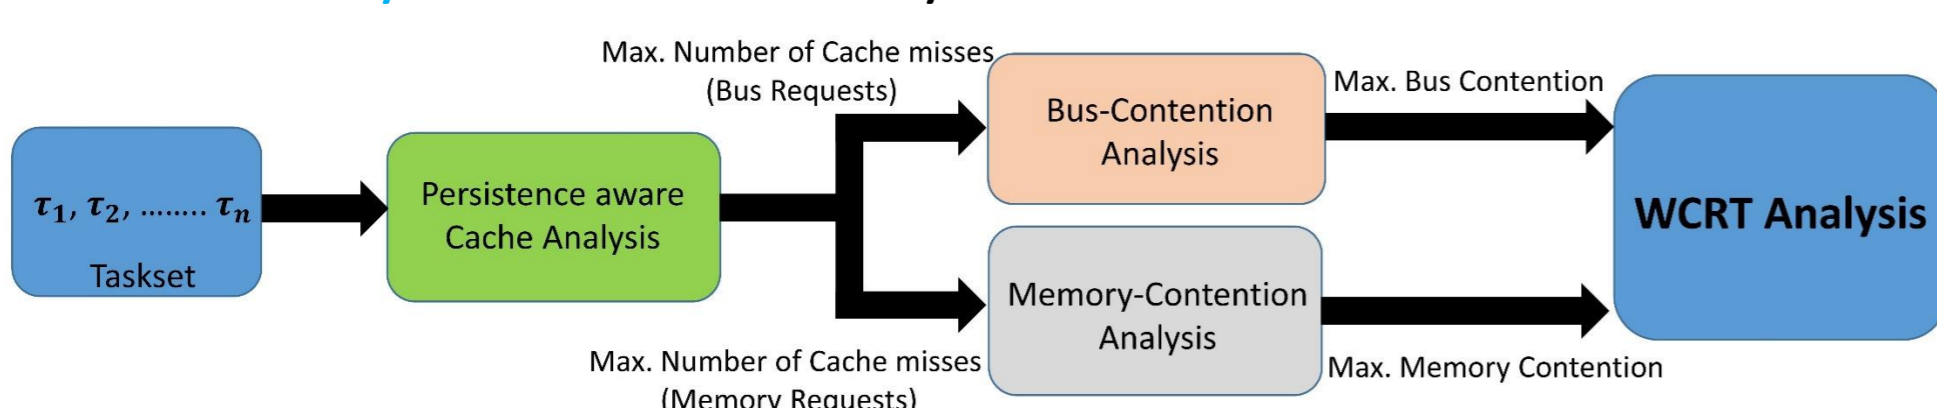 τ₁, τ₂, ........ τₙ
Taskset
Persistence aware
Cache Analysis
Max. Number of Cache misses
(Bus Requests)
Max. Number of Cache misses
(Memory Requests)
Bus-Contention
Analysis
Memory-Contention
Analysis
Max. Bus Contention
Max. Memory Contention
WCRT Analysis